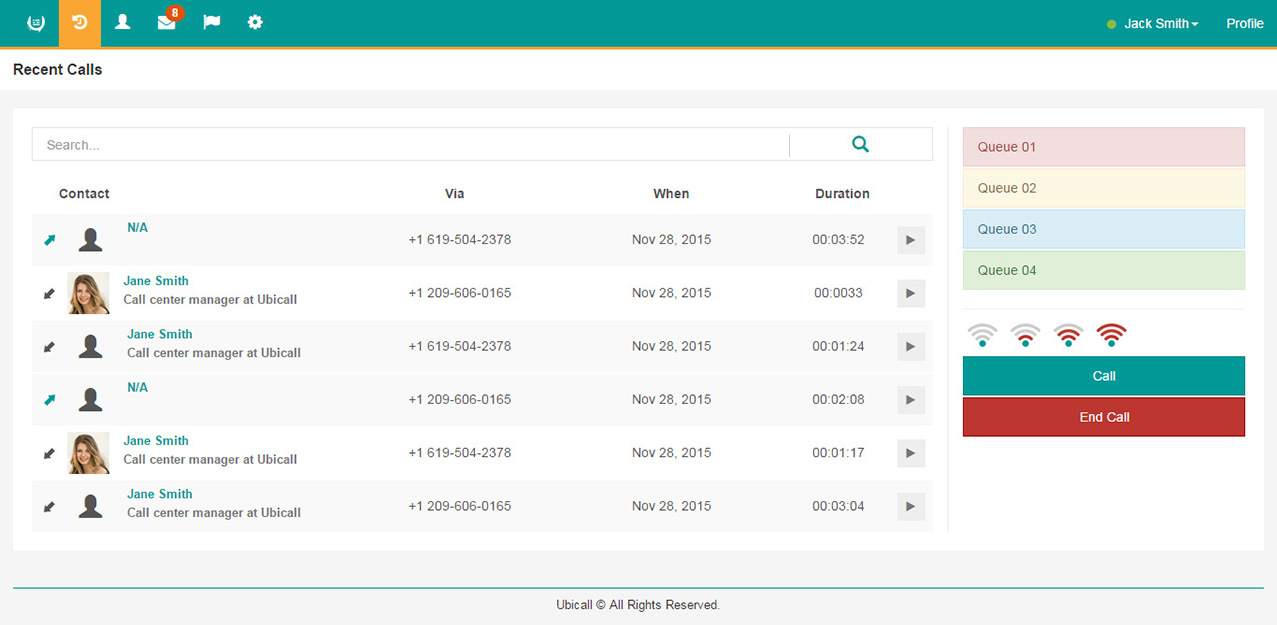 8
Jack Smith
Profile
Recent Calls
Search...
Contact Via When Duration
N/A
+1 619-504-2378 Nov 28, 2015 00:03:52
Jane Smith
Call center manager at Ubicall
+1 209-606-0165 Nov 28, 2015 00:0033
Jane Smith
Call center manager at Ubicall
+1 619-504-2378 Nov 28, 2015 00:01:24
N/A
+1 209-606-0165 Nov 28, 2015 00:02:08
Jane Smith
Call center manager at Ubicall
+1 619-504-2378 Nov 28, 2015 00:01:17
Jane Smith
Call center manager at Ubicall
+1 209-606-0165 Nov 28, 2015 00:03:04
Queue 01
Queue 02
Queue 03
Queue 04
Call
End Call
Ubicall © All Rights Reserved.